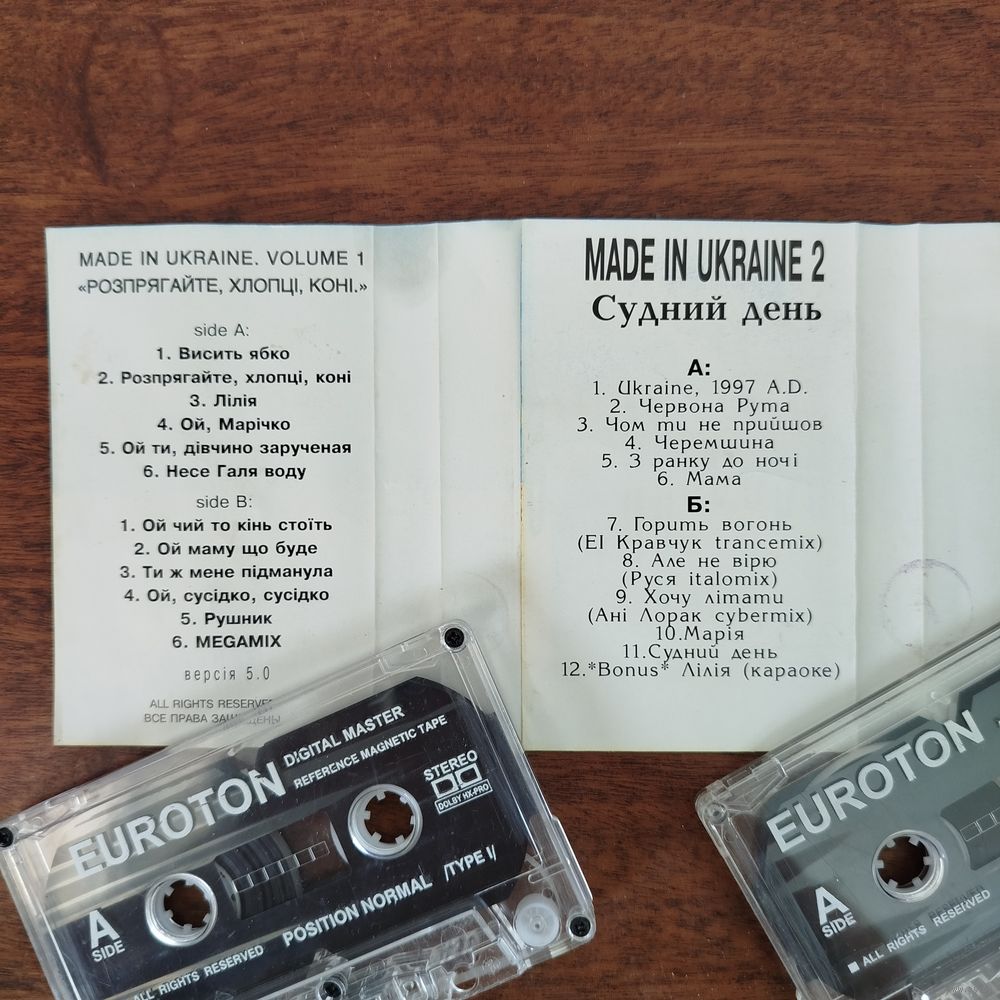 MADE IN UKRAINE. VOLUME 1
«РОЗПРЯГАЙТЕ, ХЛОПЦІ, КОНІ.»
side A:
1. Висить ябко
2. Розпрягайте, хлопці, коні
3. Лілія
4. Ой, Марічко
5. Ой ти, дівчино зарученая
6. Несе Галя воду
side B:
1. Ой чий то кінь стоїть
2. Ой маму що буде
3. Ти ж мене підманула
4. Ой, сусідко, сусідко
5. Рушник
6. MEGAMIX
версія 5.0
ALL RIGHTS RESERVED
ВСЕ ПРАВА ЗАЩИЩЕНЫ
MADE IN UKRAINE 2
Судний день
А:
1. Ukraine, 1997 A.D.
2. Червона Рута
3. Чом ти не прийшов
4. Черемшина
5. З ранку до ночі
6. Мама
Б:
7. Горить вогонь
(El Кравчук trancemix)
8. Але не вірю
(Руся italomix)
9. Хочу літати
(Ані Лорак cybermix)
10.Марія
11.Судний день
12.*Bonus* Лілія (караоке)
EUROTON
DIGITAL MASTER
REFERENCE MAGNETIC TAPE
STEREO
DOLBY HX-PRO
A
SIDE
POSITION NORMAL /TYPE I/
ALL RIGHTS RESERVED
EUROTON
A
SIDE
ALL RIGHTS RESERVED